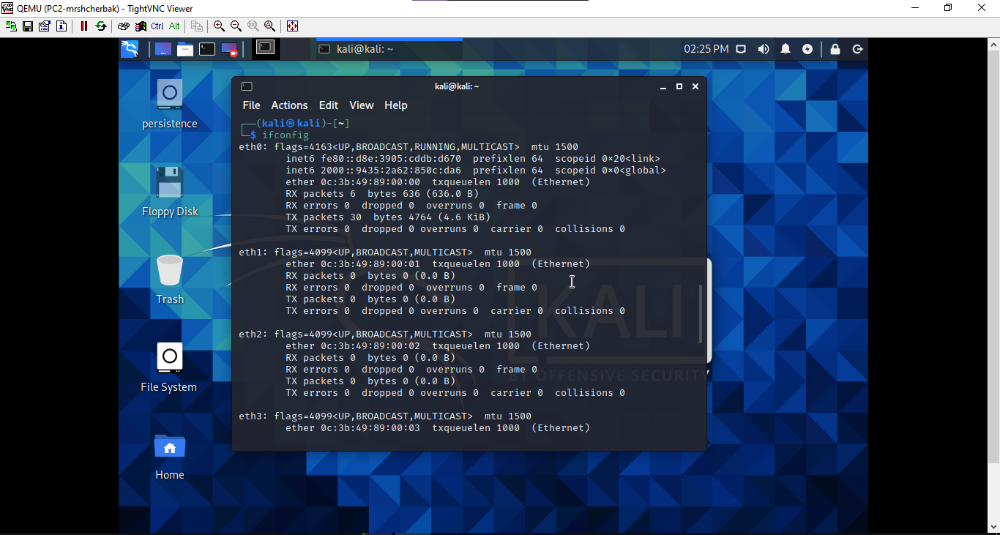 QEMU (PC2-mrshcherbak) - TightVNC Viewer
Ctrl Alt
kali@kali: ~
02:25 PM
persistence
Floppy Disk
Trash
File System
Home
kali@kali: ~
File Actions Edit View Help
┌──(kali㉿kali)-[~]
└─$ ifconfig
eth0: flags=4163<UP,BROADCAST,RUNNING,MULTICAST> mtu 1500
inet6 fe80::d8e:3905:cddb:d670 prefixlen 64 scopeid 0×20<link>
inet6 2000::9435:2a62:850c:da6 prefixlen 64 scopeid 0×0<global>
ether 0c:3b:49:89:00:00 txqueuelen 1000 (Ethernet)
RX packets 6 bytes 636 (636.0 B)
RX errors 0 dropped 0 overruns 0 frame 0
TX packets 30 bytes 4764 (4.6 KiB)
TX errors 0 dropped 0 overruns 0 carrier 0 collisions 0
eth1: flags=4099<UP,BROADCAST,MULTICAST> mtu 1500
ether 0c:3b:49:89:00:01 txqueuelen 1000 (Ethernet)
RX packets 0 bytes 0 (0.0 B)
RX errors 0 dropped 0 overruns 0 frame 0
TX packets 0 bytes 0 (0.0 B)
TX errors 0 dropped 0 overruns 0 carrier 0 collisions 0
eth2: flags=4099<UP,BROADCAST,MULTICAST> mtu 1500
ether 0c:3b:49:89:00:02 txqueuelen 1000 (Ethernet)
RX packets 0 bytes 0 (0.0 B)
RX errors 0 dropped 0 overruns 0 frame 0
TX packets 0 bytes 0 (0.0 B)
TX errors 0 dropped 0 overruns 0 carrier 0 collisions 0
eth3: flags=4099<UP,BROADCAST,MULTICAST> mtu 1500
ether 0c:3b:49:89:00:03 txqueuelen 1000 (Ethernet)
KALI
BY OFFENSIVE SECURITY